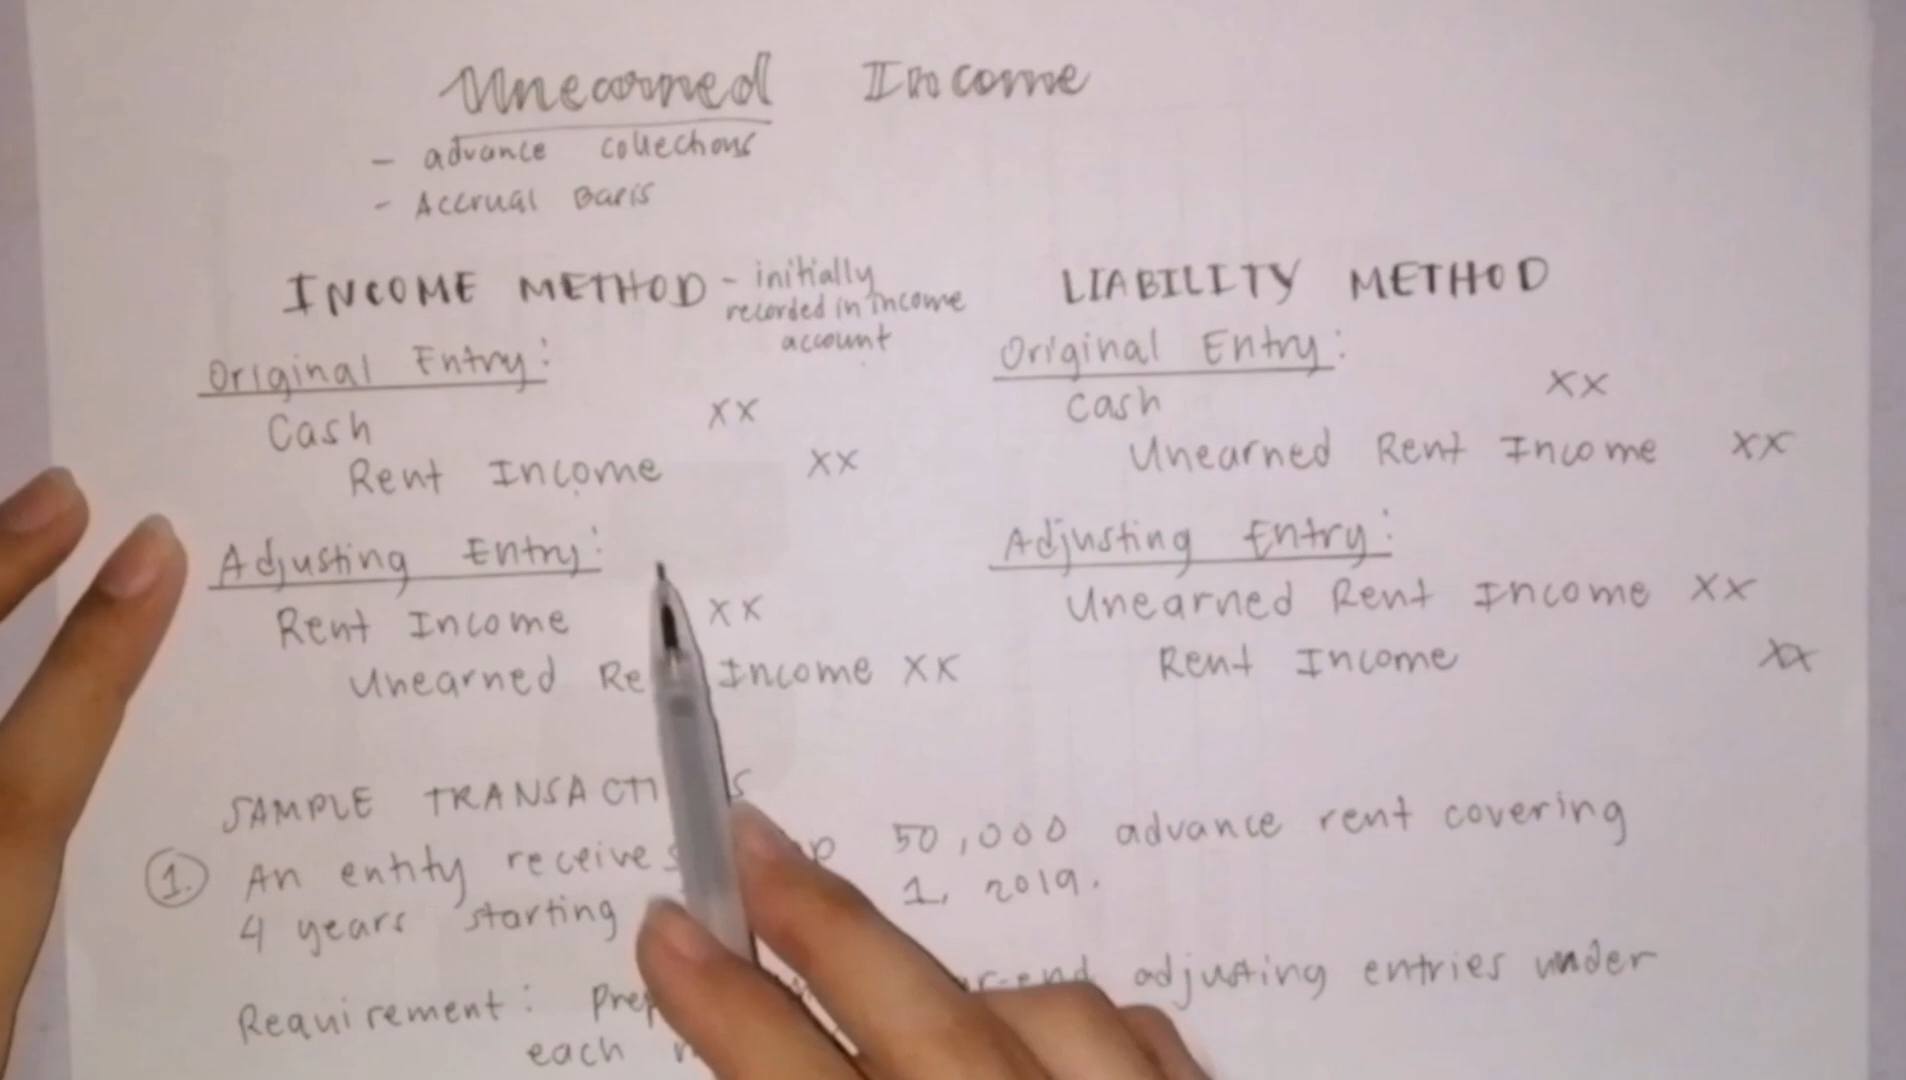 Unearned Income
- advance collections
- Accrual Basis
INCOME METHOD - initially
recorded in income
account
Original Entry:
Cash xx
Rent Income xx
Adjusting Entry:
Rent Income xx
Unearned Income xx
LIABILITY METHOD
Original Entry:
Cash xx
Unearned Rent Income xx
Adjusting Entry:
Unearned Rent Income xx
Rent Income xx
SAMPLE
① An entity receives 50,000 advance rent covering
4 years starting 1, 2019.
Requirement: adjusting entries under
each